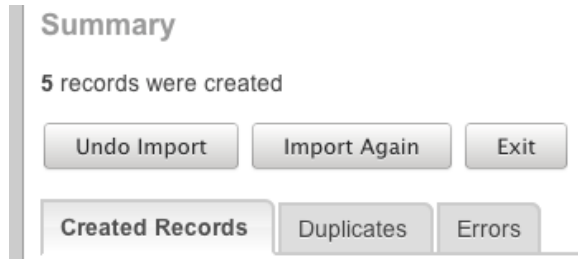 Summary
5 records were created
Undo Import Import Again Exit
Created Records Duplicates Errors